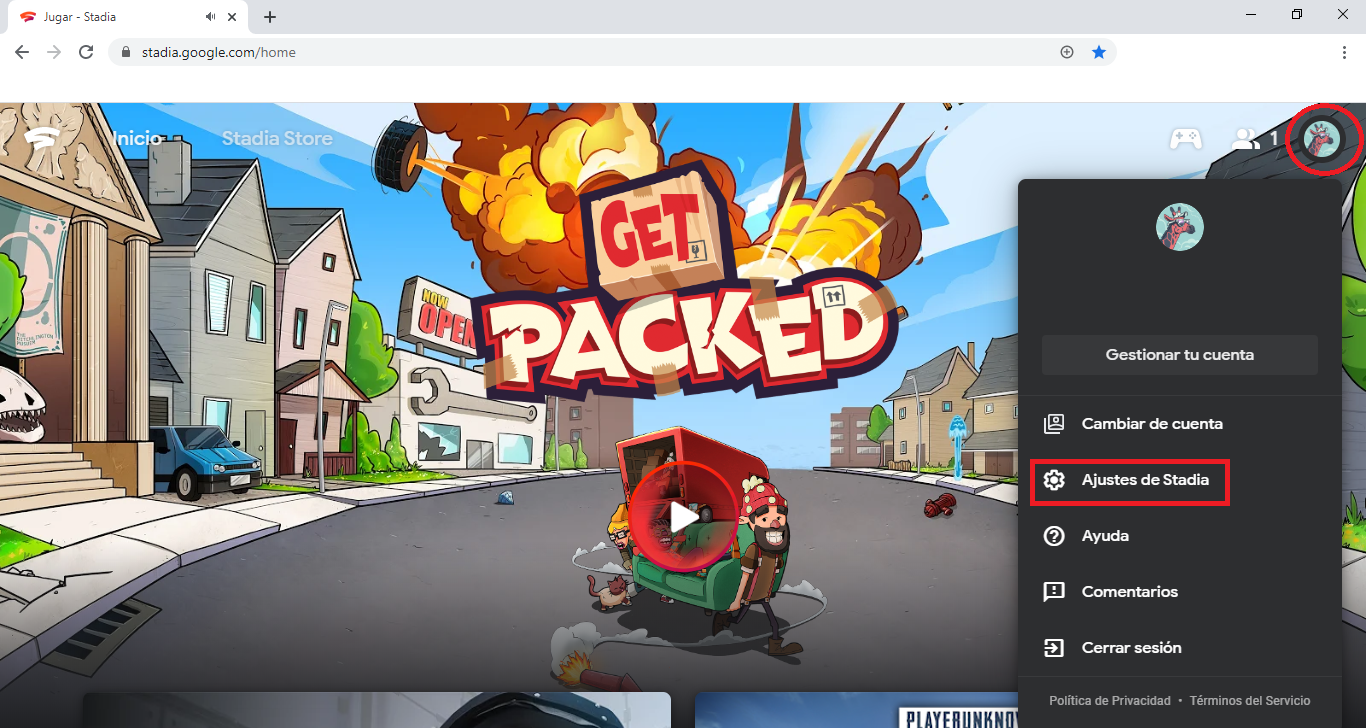 Jugar - Stadia
stadia.google.com/home
Inicio
Stadia Store
1
GET
PACKED
NOW
OPEN
Gestionar tu cuenta
Cambiar de cuenta
Ajustes de Stadia
Ayuda
Comentarios
Cerrar sesión
Política de Privacidad • Términos del Servicio
PLAYERUNKNO